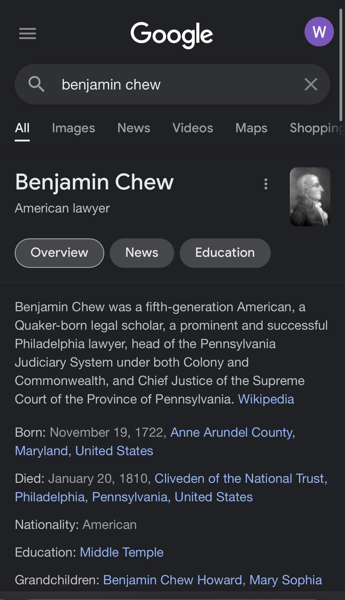 Google
W
benjamin chew
All Images News Videos Maps Shopping
Benjamin Chew
American lawyer
Overview News Education
Benjamin Chew was a fifth-generation American, a
Quaker-born legal scholar, a prominent and successful
Philadelphia lawyer, head of the Pennsylvania
Judiciary System under both Colony and
Commonwealth, and Chief Justice of the Supreme
Court of the Province of Pennsylvania. Wikipedia
Born: November 19, 1722, Anne Arundel County,
Maryland, United States
Died: January 20, 1810, Cliveden of the National Trust,
Philadelphia, Pennsylvania, United States
Nationality: American
Education: Middle Temple
Grandchildren: Benjamin Chew Howard, Mary Sophia